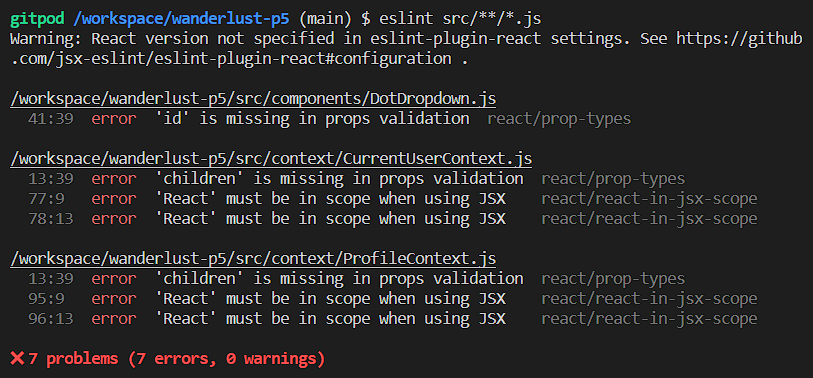 gitpod /workspace/wanderlust-p5 (main) $ eslint src/**/*.js
Warning: React version not specified in eslint-plugin-react settings. See https://github
.com/jsx-eslint/eslint-plugin-react#configuration .
/workspace/wanderlust-p5/src/components/DotDropdown.js
41:39 error 'id' is missing in props validation react/prop-types
/workspace/wanderlust-p5/src/context/CurrentUserContext.js
13:39 error 'children' is missing in props validation react/prop-types
77:9 error 'React' must be in scope when using JSX react/react-in-jsx-scope
78:13 error 'React' must be in scope when using JSX react/react-in-jsx-scope
/workspace/wanderlust-p5/src/context/ProfileContext.js
13:39 error 'children' is missing in props validation react/prop-types
95:9 error 'React' must be in scope when using JSX react/react-in-jsx-scope
96:13 error 'React' must be in scope when using JSX react/react-in-jsx-scope
❌ 7 problems (7 errors, 0 warnings)